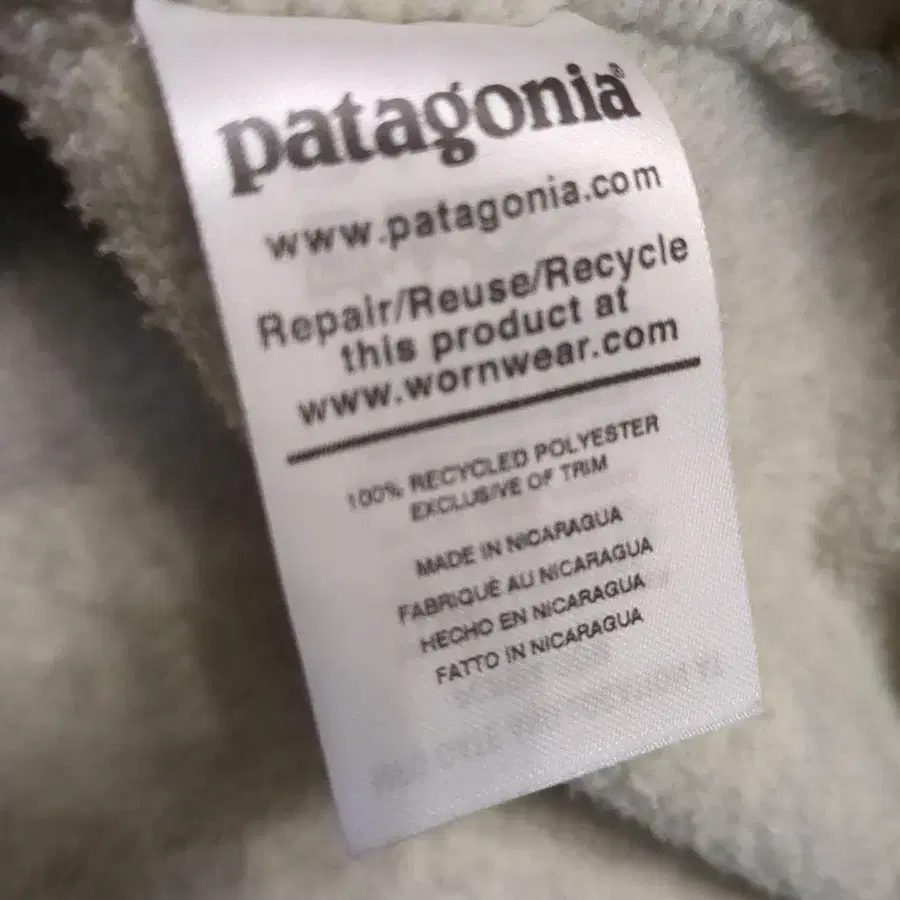 patagonia®
www.patagonia.com
Repair/Reuse/Recycle
this product at
www.wornwear.com
100% RECYCLED POLYESTER
EXCLUSIVE OF TRIM
MADE IN NICARAGUA
FABRIQUÉ AU NICARAGUA
HECHO EN NICARAGUA
FATTO IN NICARAGUA